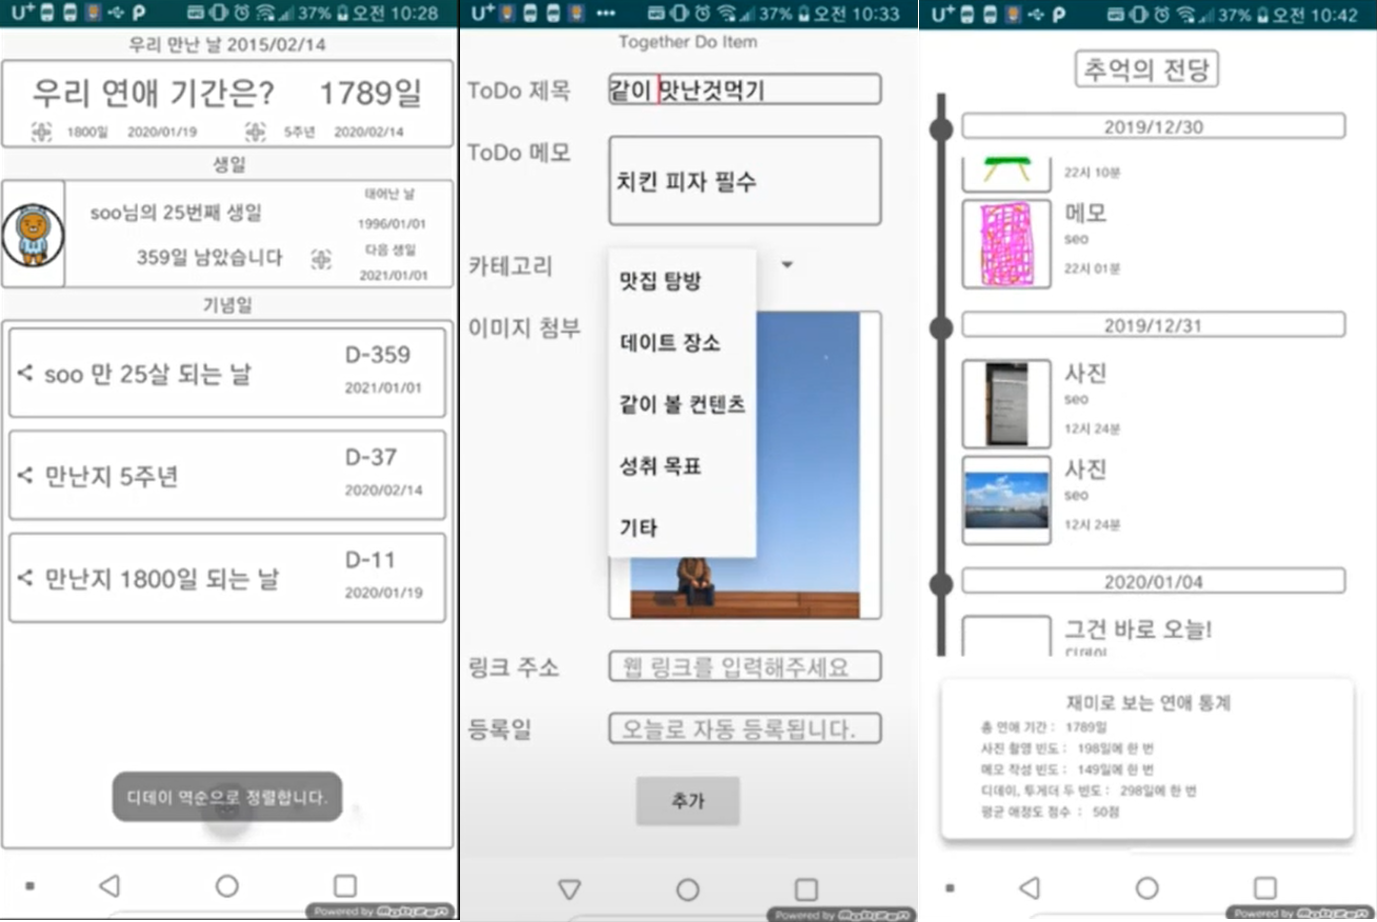 U+ 37% 오전 10:28
우리 만난 날 2015/02/14
우리 연애 기간은? 1789일
1800일 2020/01/19 5주년 2020/02/14
생일
soo님의 25번째 생일
359일 남았습니다
태어난 날
1996/01/01
다음 생일
2021/01/01
기념일
soo 만 25살 되는 날
D-359
2021/01/01
만난지 5주년
D-37
2020/02/14
만난지 1800일 되는 날
D-11
2020/01/19
디데이 역순으로 정렬합니다.
Powered by Mobizen
U+ 37% 오전 10:33
Together Do Item
ToDo 제목
같이 맛난것먹기
ToDo 메모
치킨 피자 필수
카테고리
맛집 탐방
데이트 장소
같이 볼 컨텐츠
성취 목표
기타
이미지 첨부
링크 주소
웹 링크를 입력해주세요
등록일
오늘로 자동 등록됩니다.
추가
Powered by Mobizen
U+ 37% 오전 10:42
추억의 전당
2019/12/30
22시 10분
메모
seo
22시 01분
2019/12/31
사진
seo
12시 24분
사진
seo
12시 24분
2020/01/04
그건 바로 오늘!
디데이
재미로 보는 연애 통계
총 연애 기간 : 1789일
사진 촬영 빈도 : 198일에 한 번
메모 작성 빈도 : 149일에 한 번
디데이, 투게더 두 빈도 : 298일에 한 번
평균 애정도 점수 : 50점
Powered by Mobizen